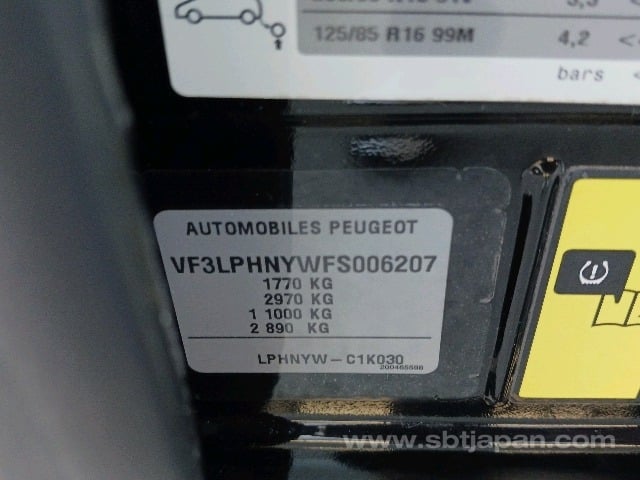 125/85 R16 99M 4,2 <
bars <
AUTOMOBILES PEUGEOT
VF3LPHNYWFS006207
1770 KG
2970 KG
1 1000 KG
2 890 KG
LPHNYW-C1K030
www.sbtjapan.com